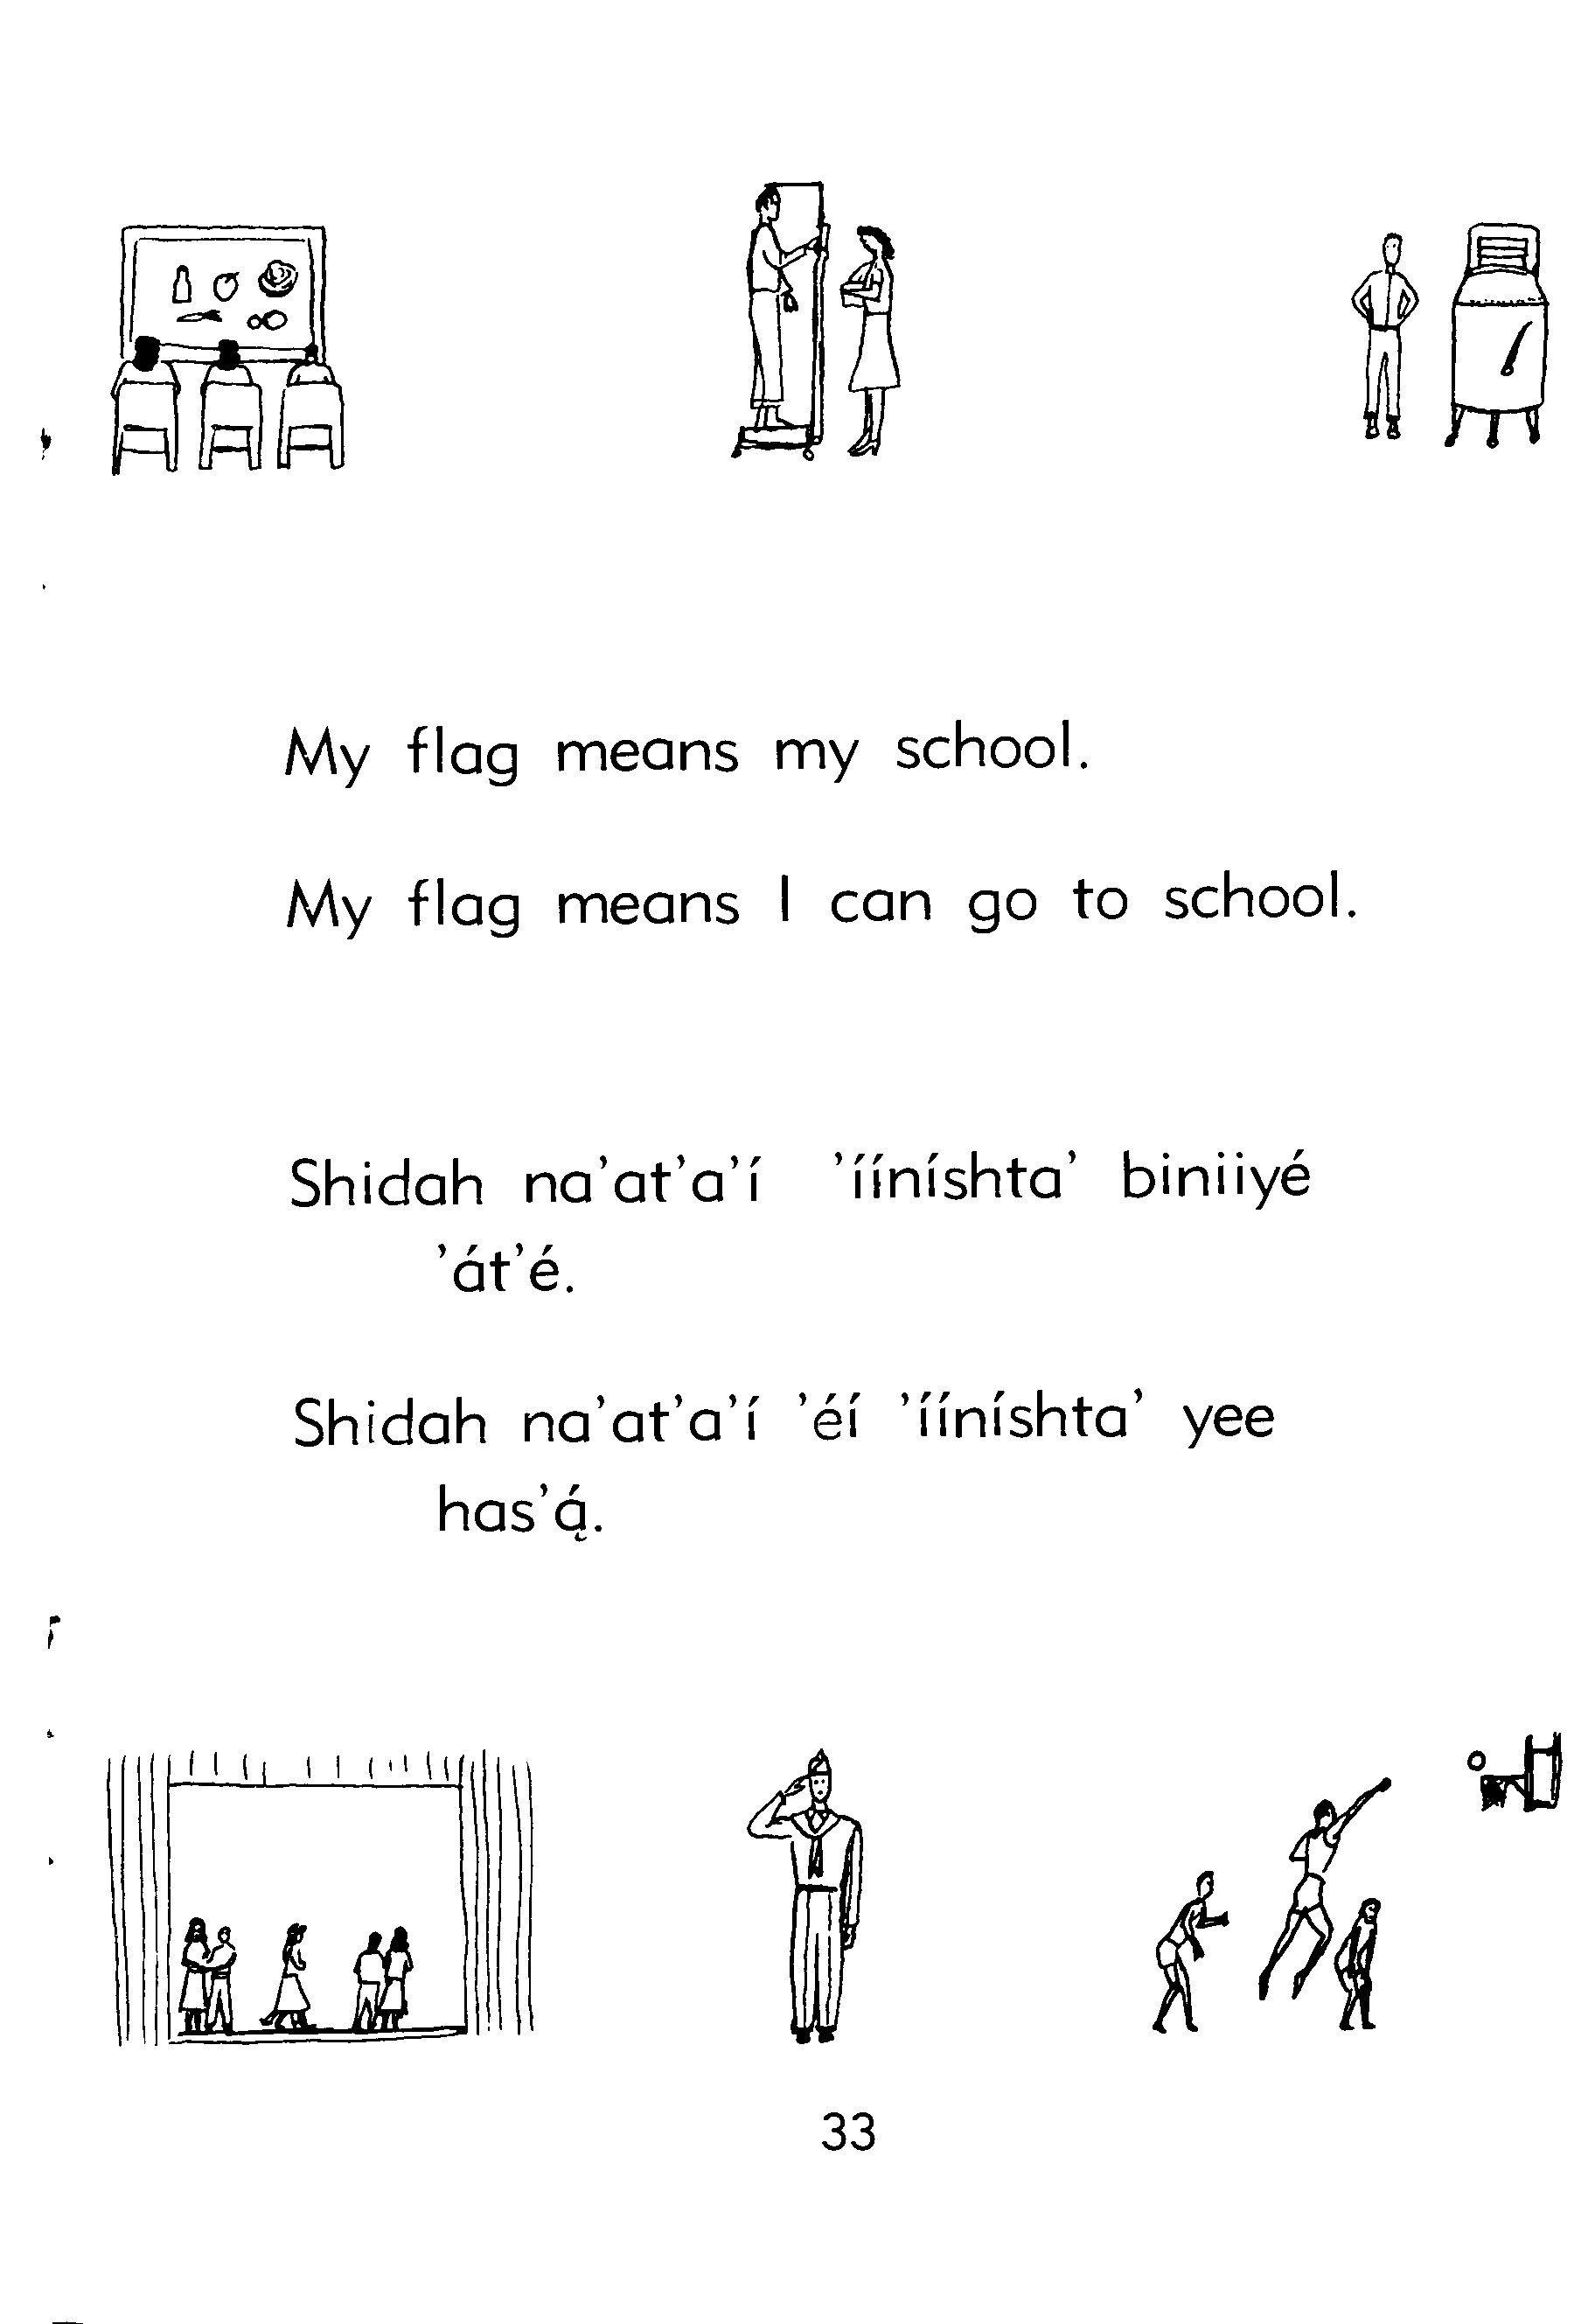 My flag means my school.
My flag means I can go to school.
Shidah na’at’a’í ’ííníshta’ biniiyé
’át’é.
Shidah na’at’a’í ’éí ’ííníshta’ yee
has’ą́.
33